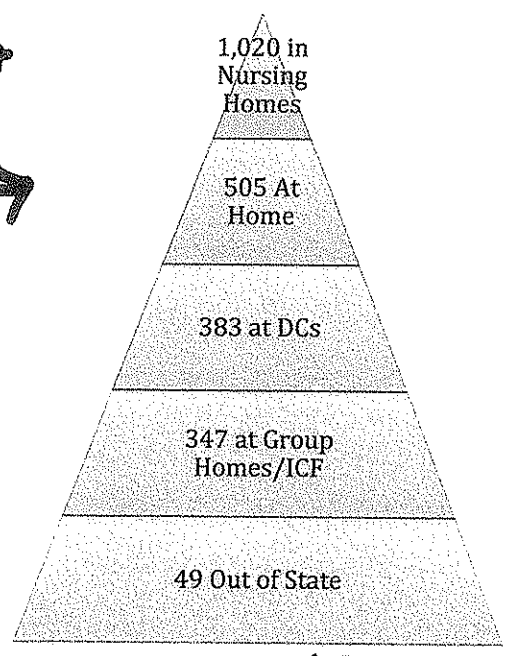 1,020 in
Nursing
Homes
505 At
Home
383 at DCs
347 at Group
Homes/ICF
49 Out of State